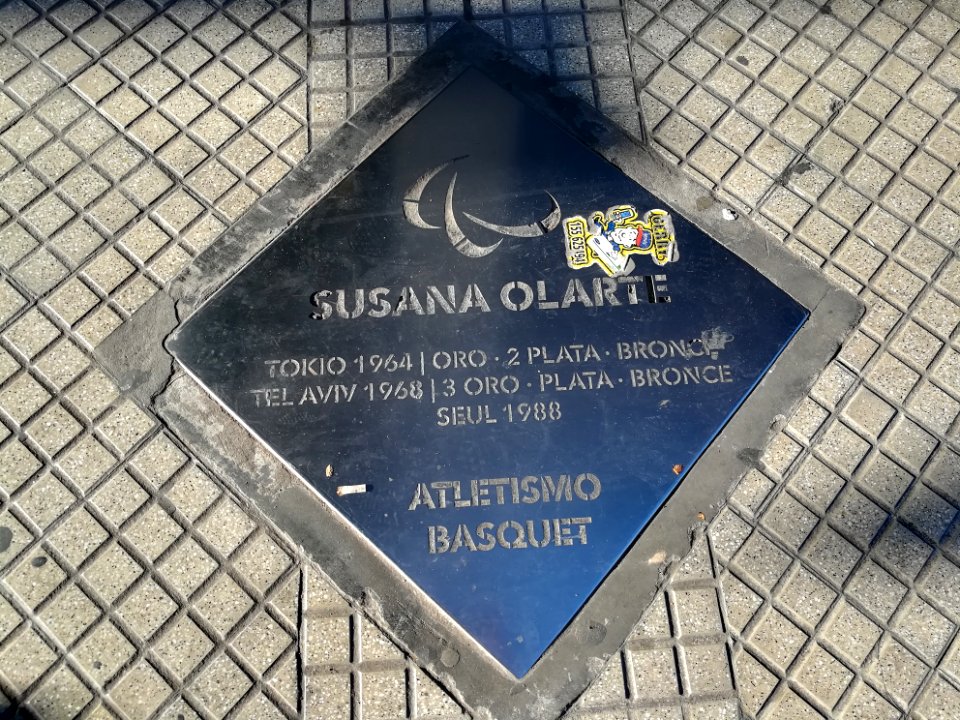 SUSANA OLARTE
TOKIO 1964 | ORO · 2 PLATA · BRONCE
TEL AVIV 1968 | 3 ORO · PLATA · BRONCE
SEUL 1988
ATLETISMO
BASQUET